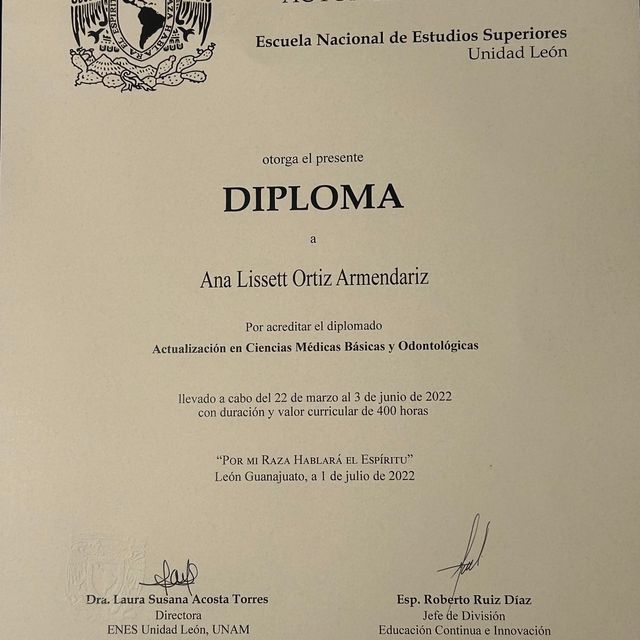 Escuela Nacional de Estudios Superiores
Unidad León
otorga el presente
DIPLOMA
a
Ana Lissett Ortiz Armendariz
Por acreditar el diplomado
Actualización en Ciencias Médicas Básicas y Odontológicas
llevado a cabo del 22 de marzo al 3 de junio de 2022
con duración y valor curricular de 400 horas
“POR MI RAZA HABLARÁ EL ESPÍRITU”
León Guanajuato, a 1 de julio de 2022
Dra. Laura Susana Acosta Torres
Directora
ENES Unidad León, UNAM
Esp. Roberto Ruiz Díaz
Jefe de División
Educación Continua e Innovación